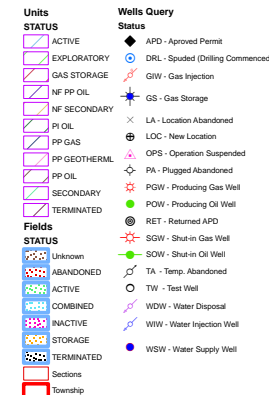 Units
STATUS
ACTIVE
EXPLORATORY
GAS STORAGE
NF PP OIL
NF SECONDARY
PI OIL
PP GAS
PP GEOTHERML
PP OIL
SECONDARY
TERMINATED
Fields
STATUS
Unknown
ABANDONED
ACTIVE
COMBINED
INACTIVE
STORAGE
TERMINATED
Sections
Township
Wells Query
Status
APD - Aproved Permit
DRL - Spuded (Drilling Commenced
GIW - Gas Injection
GS - Gas Storage
LA - Location Abandoned
LOC - New Location
OPS - Operation Suspended
PA - Plugged Abandoned
PGW - Producing Gas Well
POW - Producing Oil Well
RET - Returned APD
SGW - Shut-in Gas Well
SOW - Shut-in Oil Well
TA - Temp. Abandoned
TW - Test Well
WDW - Water Disposal
WIW - Water Injection Well
WSW - Water Supply Well